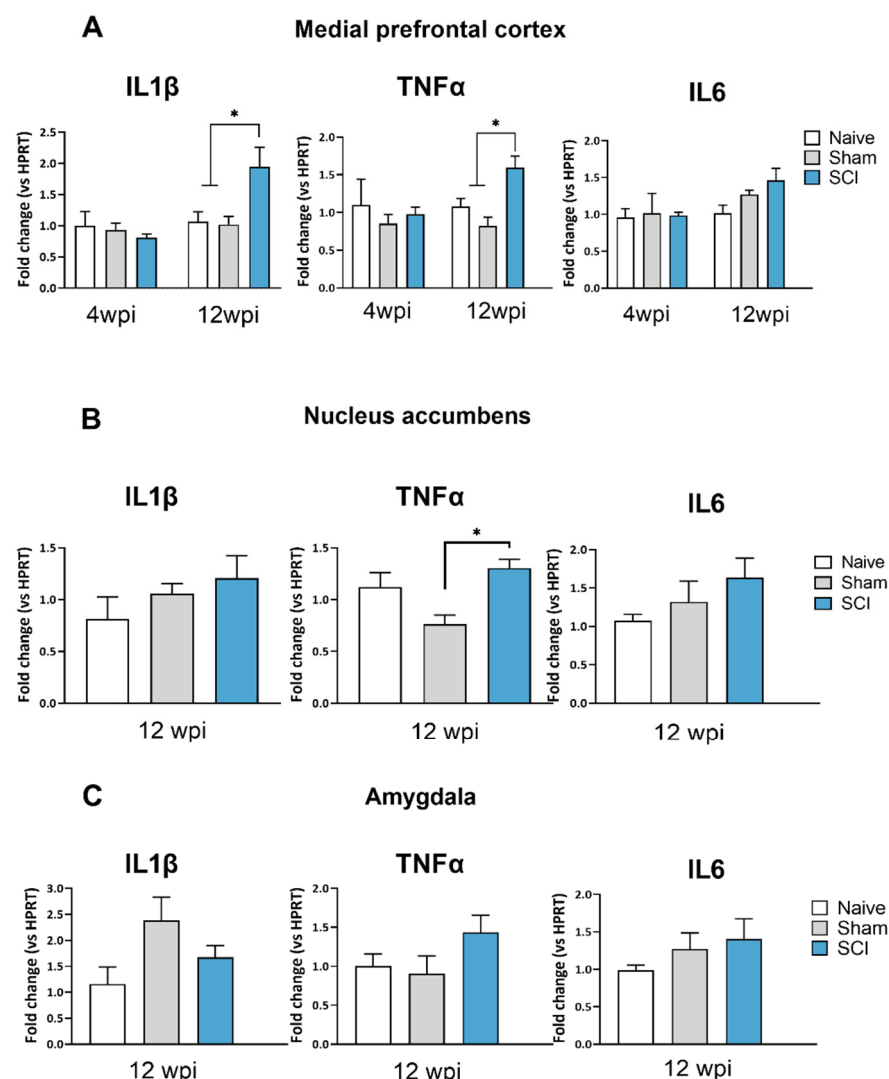 A
Medial prefrontal cortex
IL1β
TNFα
IL6
Fold change (vs HPRT)
2.5
2.0
1.5
1.0
0.5
0.0
*
4wpi
12wpi
Fold change (vs HPRT)
2.0
1.5
1.0
0.5
0.0
*
4wpi
12wpi
Fold change (vs HPRT)
2.0
1.5
1.0
0.5
0.0
4wpi
12wpi
Naive
Sham
SCI
B
Nucleus accumbens
IL1β
TNFα
IL6
Fold change (vs HPRT)
1.5
1.0
0.5
0.0
12 wpi
Fold change (vs HPRT)
1.5
1.0
0.5
0.0
*
12 wpi
Fold change (vs HPRT)
2.0
1.5
1.0
0.5
0.0
12 wpi
Naive
Sham
SCI
C
Amygdala
IL1β
TNFα
IL6
Fold change (vs HPRT)
3.0
2.5
2.0
1.5
1.0
0.5
0.0
12 wpi
Fold change (vs HPRT)
2.0
1.5
1.0
0.5
0.0
12 wpi
Fold change (vs HPRT)
2.0
1.5
1.0
0.5
0.0
12 wpi
Naive
Sham
SCI